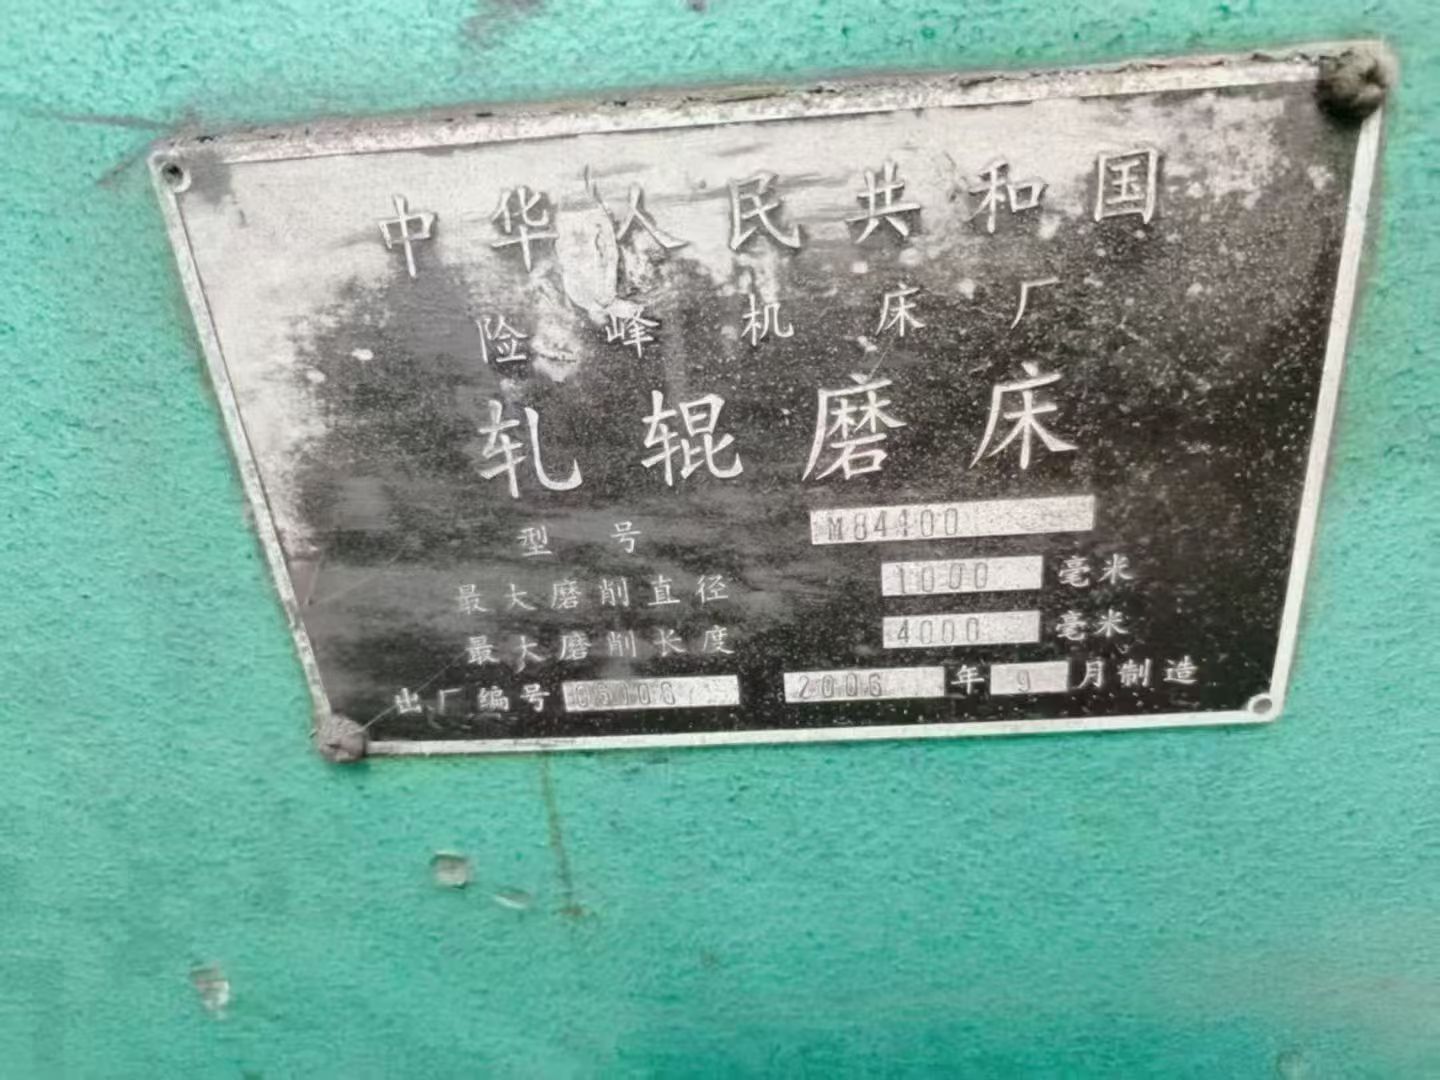 中华人民共和国
险峰机床厂
轧辊磨床
型号 M84100
最大磨削直径 1000 毫米
最大磨削长度 4000 毫米
出厂编号 2006 年 9 月制造